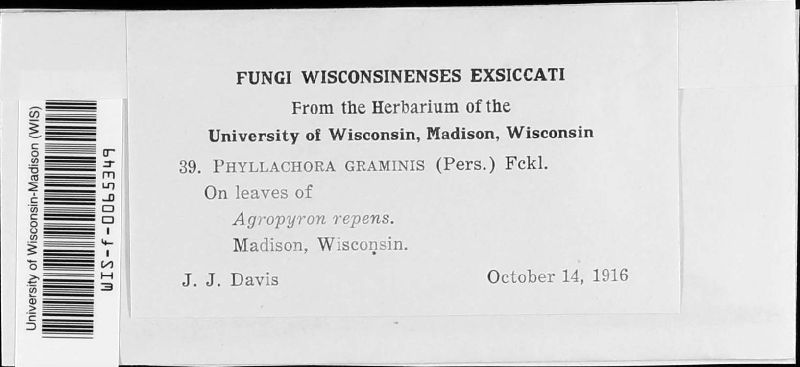 FUNGI WISCONSINENSES EXSICCATI
From the Herbarium of the
University of Wisconsin, Madison, Wisconsin
39. PHYLLACHORA GRAMINIS (Pers.) Fckl.
On leaves of
Agropyron repens.
Madison, Wisconsin.
J. J. Davis October 14, 1916
University of Wisconsin-Madison (WIS)
WIS-f-0065349